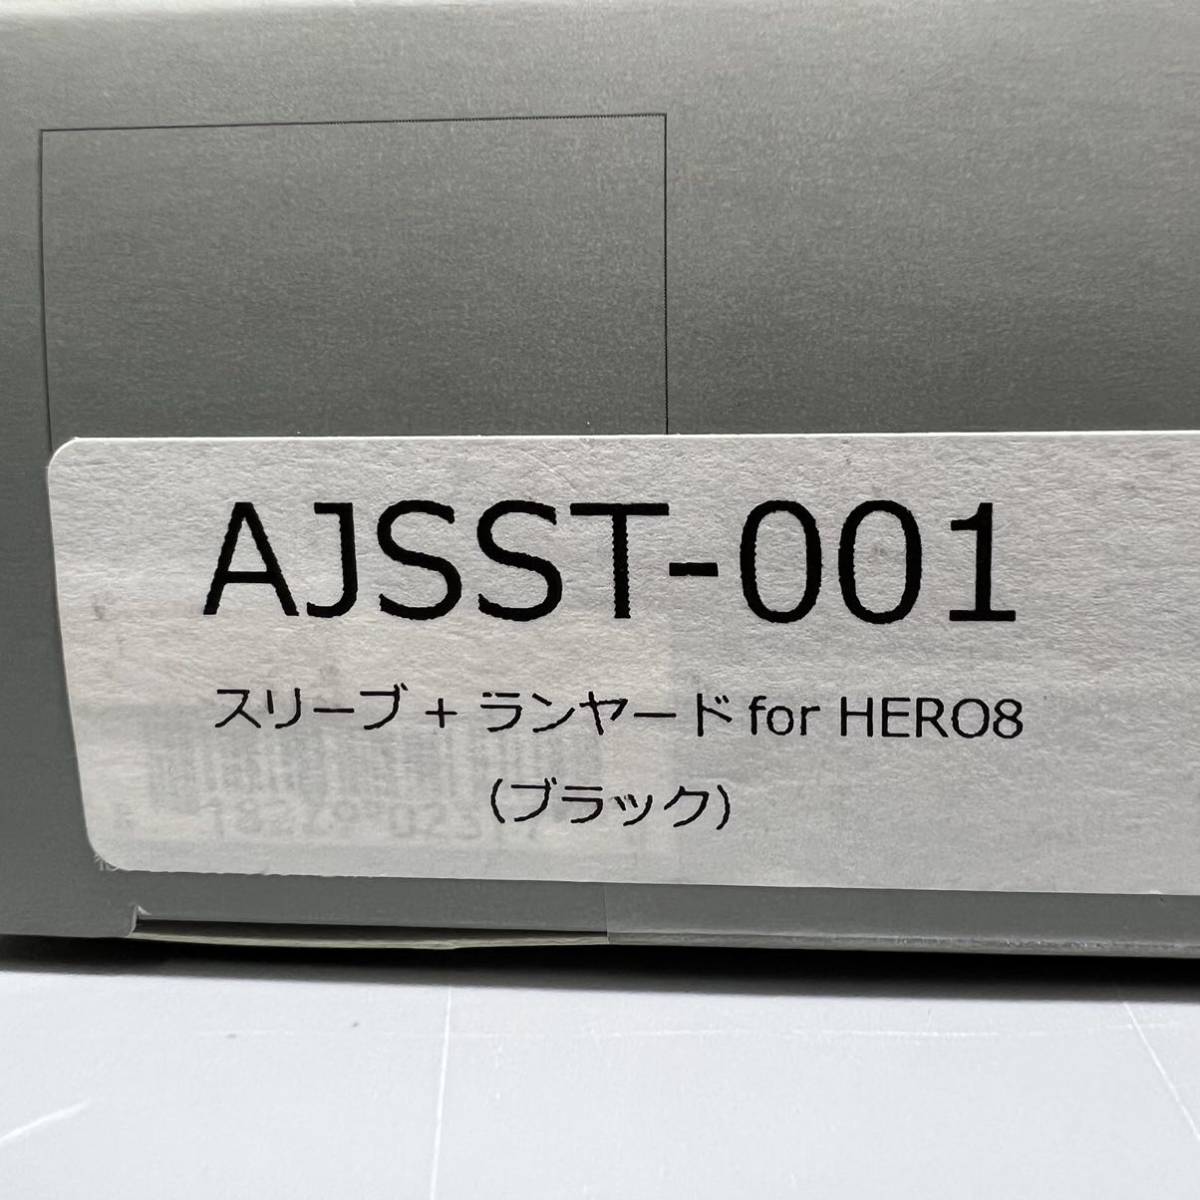 AJSST-001
スリーブ + ランヤード for HERO8
(ブラック)